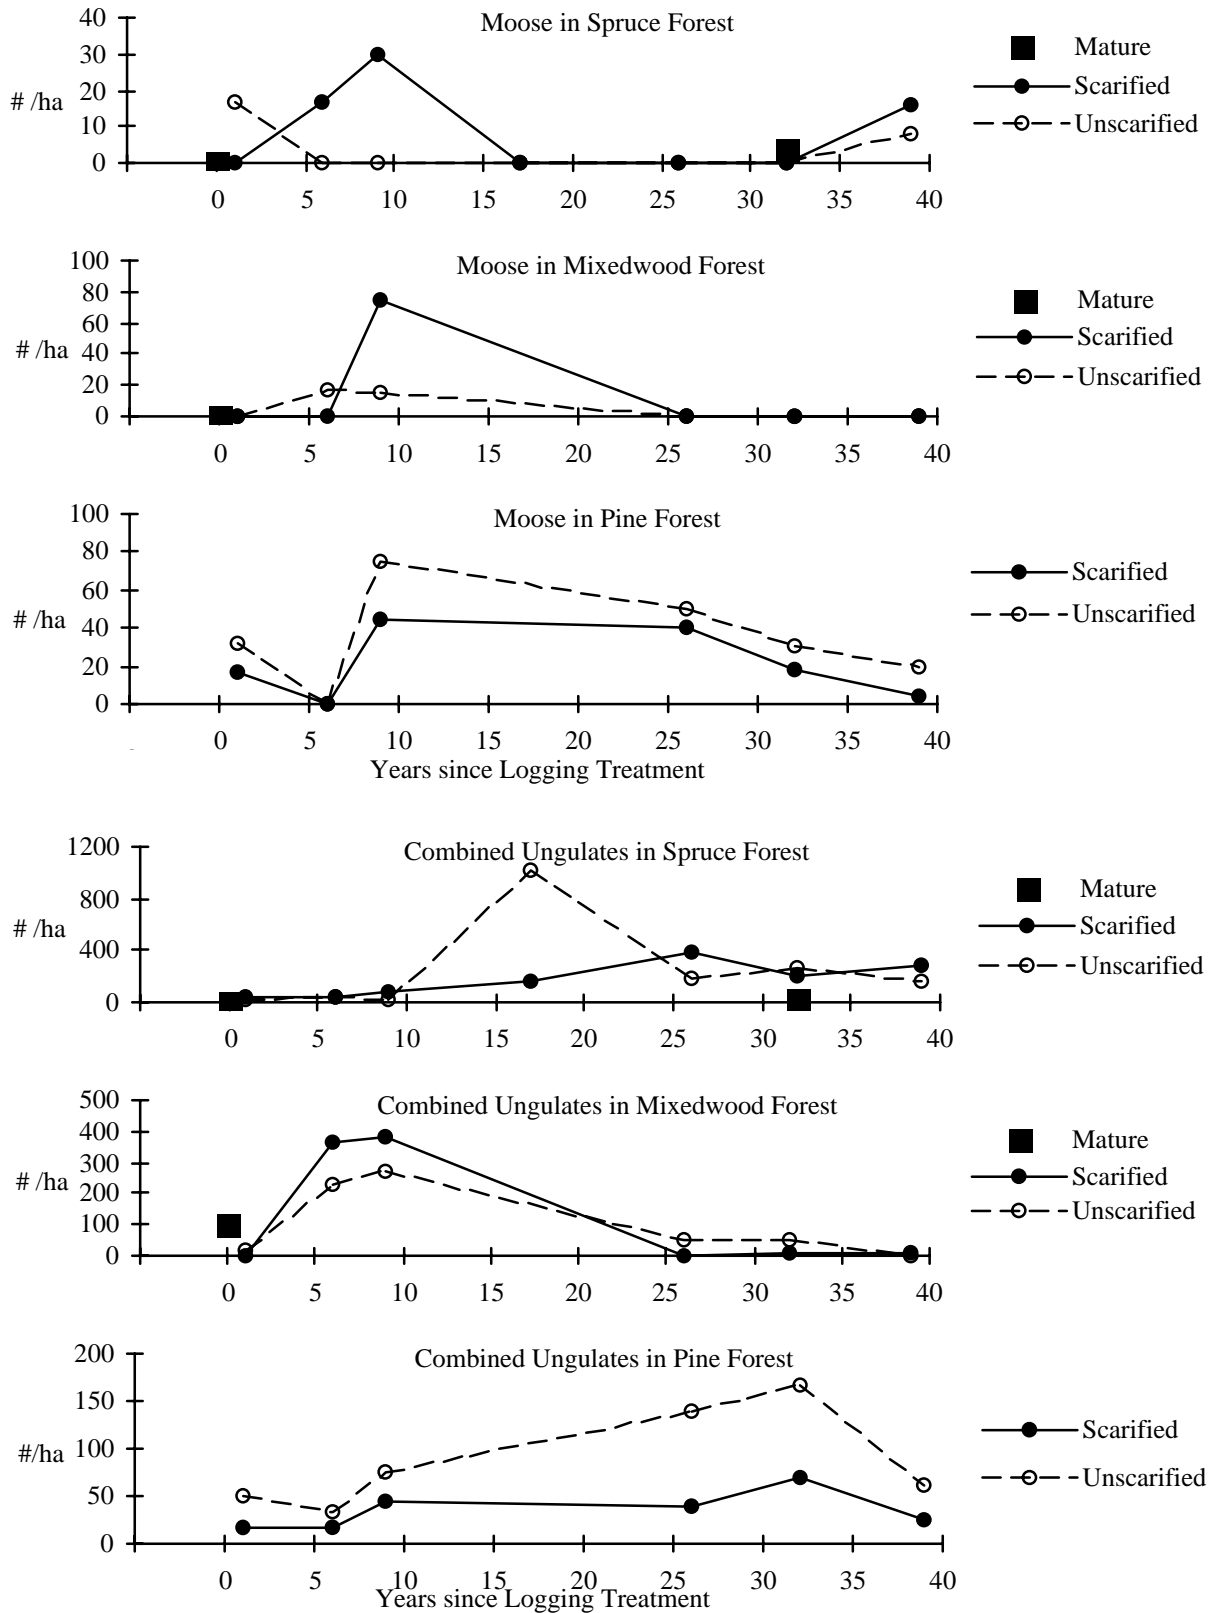 Moose in Spruce Forest
40
30
20
10
0
# /ha
0 5 10 15 20 25 30 35 40
Mature
Scarified
Unscarified
Moose in Mixedwood Forest
100
80
60
40
20
0
# /ha
0 5 10 15 20 25 30 35 40
Mature
Scarified
Unscarified
Moose in Pine Forest
100
80
60
40
20
0
# /ha
0 5 10 15 20 25 30 35 40
Years since Logging Treatment
Scarified
Unscarified
Combined Ungulates in Spruce Forest
1200
800
400
0
# /ha
0 5 10 15 20 25 30 35 40
Mature
Scarified
Unscarified
Combined Ungulates in Mixedwood Forest
500
400
300
200
100
0
# /ha
0 5 10 15 20 25 30 35 40
Mature
Scarified
Unscarified
Combined Ungulates in Pine Forest
200
150
100
50
0
#/ha
0 5 10 15 20 25 30 35 40
Years since Logging Treatment
Scarified
Unscarified